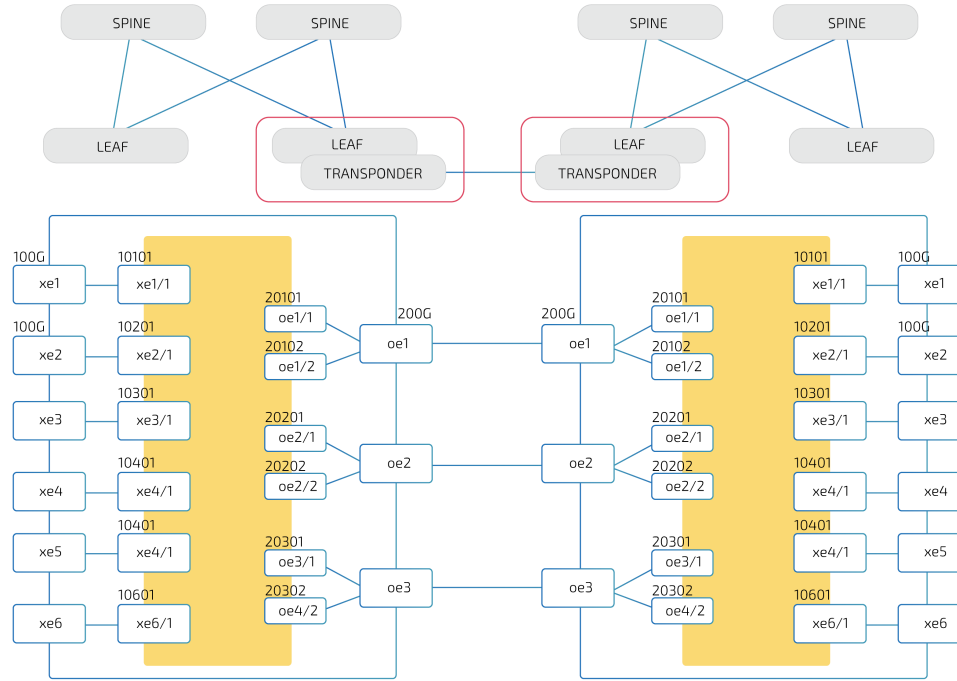 SPINE
SPINE
SPINE
SPINE
LEAF
LEAF
TRANSPONDER
LEAF
TRANSPONDER
LEAF
100G
xe1
10101
xe1/1
100G
xe2
10201
xe2/1
10301
xe3
xe3/1
10401
xe4
xe4/1
10401
xe5
xe4/1
10601
xe6
xe6/1
20101
oe1/1
20102
oe1/2
200G
oe1
20201
oe2/1
20202
oe2/2
oe2
20301
oe3/1
20302
oe4/2
oe3
200G
oe1
20101
oe1/1
20102
oe1/2
oe2
20201
oe2/1
20202
oe2/2
oe3
20301
oe3/1
20302
oe4/2
10101
xe1/1
100G
xe1
10201
xe2/1
100G
xe2
10301
xe3/1
xe3
10401
xe4/1
xe4
10401
xe4/1
xe5
10601
xe6/1
xe6